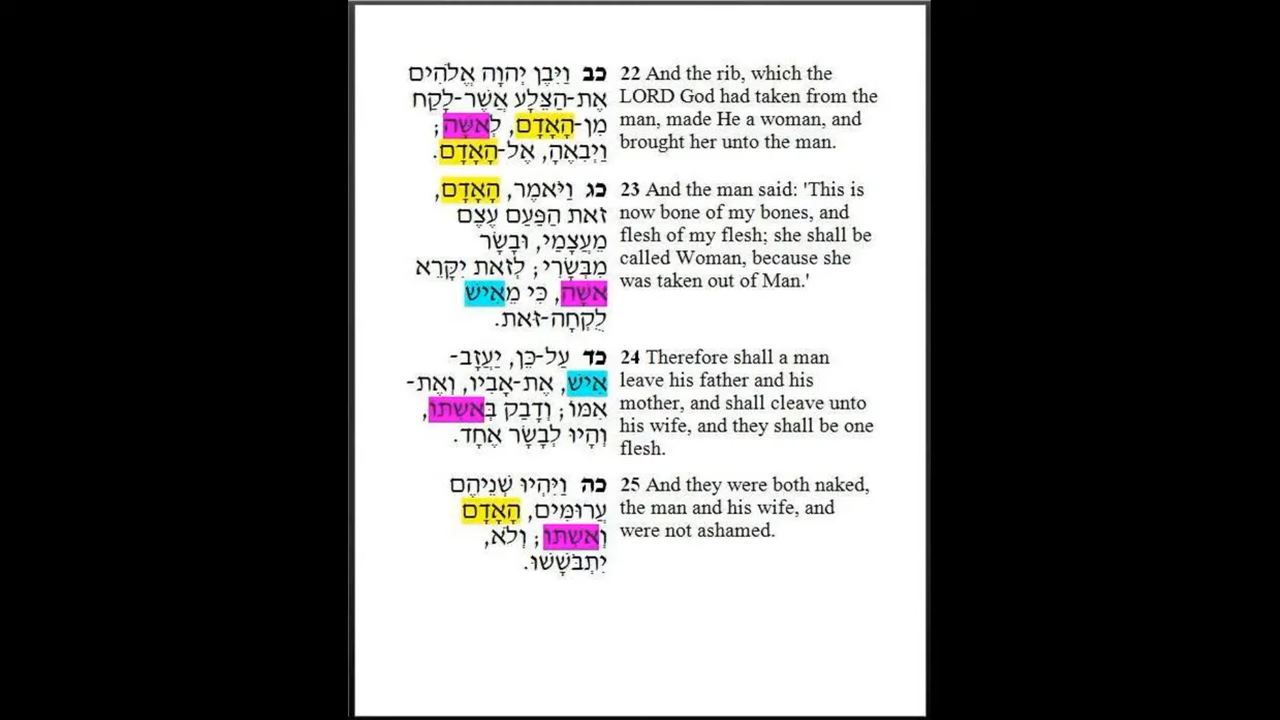 כב וַיִּבֶן יְהוָה אֱלֹהִים
אֶת-הַצֵּלָע אֲשֶׁר-לָקַח
מִן-הָאָדָם, לְאִשָּׁה;
וַיְבִאֶהָ, אֶל-הָאָדָם.
22 And the rib, which the
LORD God had taken from the
man, made He a woman, and
brought her unto the man.
כג וַיֹּאמֶר, הָאָדָם,
זֹאת הַפַּעַם עֶצֶם
מֵעֲצָמַי, וּבָשָׂר
מִבְּשָׂרִי; לְזֹאת יִקָּרֵא
אִשָּׁה, כִּי מֵאִישׁ
לֻקְחָה-זֹּאת.
23 And the man said: 'This is
now bone of my bones, and
flesh of my flesh; she shall be
called Woman, because she
was taken out of Man.'
כד עַל-כֵּן, יַעֲזָב-
אִישׁ, אֶת-אָבִיו, וְאֶת-
אִמּוֹ; וְדָבַק בְּאִשְׁתּוֹ,
וְהָיוּ לְבָשָׂר אֶחָד.
24 Therefore shall a man
leave his father and his
mother, and shall cleave unto
his wife, and they shall be one
flesh.
כה וַיִּהְיוּ שְׁנֵיהֶם
עֲרוּמִּים, הָאָדָם
וְאִשְׁתּוֹ; וְלֹא,
יִתְבֹּשָׁשׁוּ.
25 And they were both naked,
the man and his wife, and
were not ashamed.